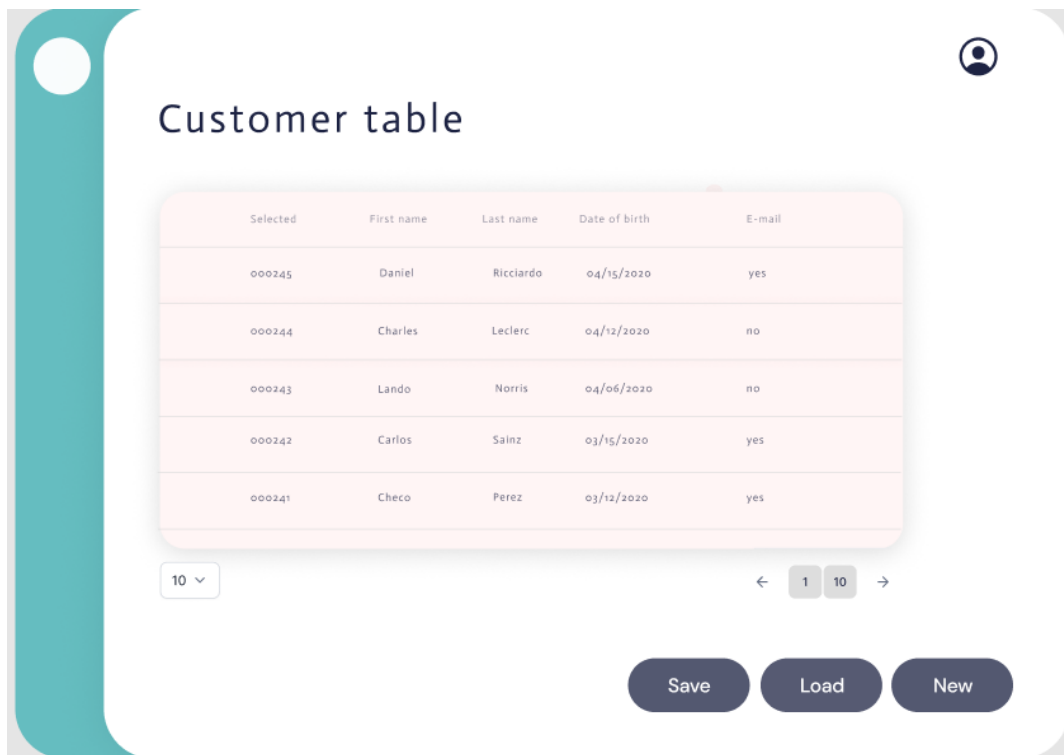 Customer table
Selected First name Last name Date of birth E-mail
000245 Daniel Ricciardo 04/15/2020 yes
000244 Charles Leclerc 04/12/2020 no
000243 Lando Norris 04/06/2020 no
000242 Carlos Sainz 03/15/2020 yes
000241 Checo Perez 03/12/2020 yes
10 1 10
Save Load New